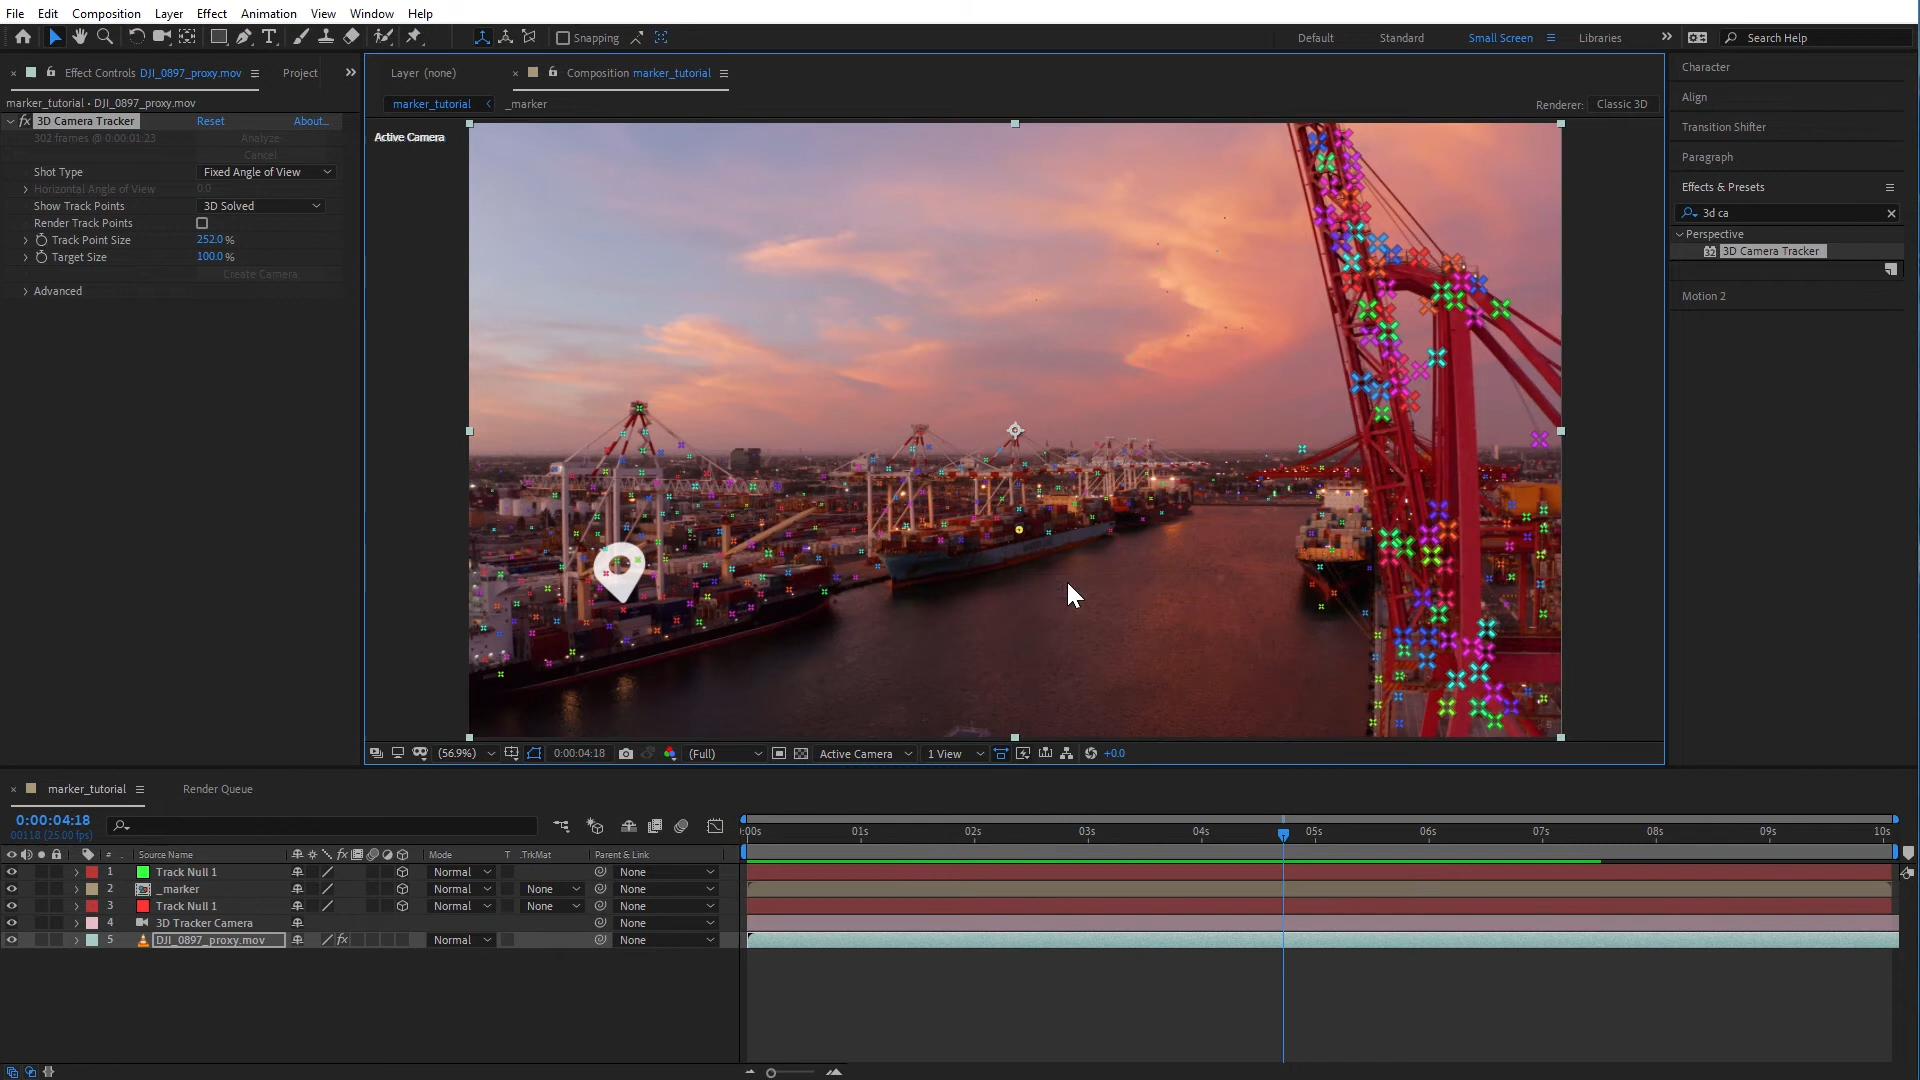 File Edit Composition Layer Effect Animation View Window Help
Snapping
Default Standard Small Screen Libraries Search Help
Effect Controls DJI_0897_proxy.mov Project
Layer (none) Composition marker_tutorial
marker_tutorial • DJI_0897_proxy.mov
marker_tutorial _marker Renderer: Classic 3D
fx 3D Camera Tracker Reset About...
302 frames @ 0:00:01:23 Analyze
Cancel
Shot Type Fixed Angle of View
Horizontal Angle of View 0.0
Show Track Points 3D Solved
Render Track Points
Track Point Size 252.0 %
Target Size 100.0 %
Create Camera
Advanced
Active Camera
Character
Align
Transition Shifter
Paragraph
Effects & Presets
3d ca
Perspective
32 3D Camera Tracker
Motion 2
(56.9%) 0:00:04:18 (Full) Active Camera 1 View +0.0
marker_tutorial Render Queue
0:00:04:18
00118 (25.00 fps)
:00s 01s 02s 03s 04s 05s 06s 07s 08s 09s 10s
# Source Name fx Mode T .TrkMat Parent & Link
1 Track Null 1 Normal None
2 _marker Normal None None
3 Track Null 1 Normal None None
4 3D Tracker Camera None
5 DJI_0897_proxy.mov fx Normal None